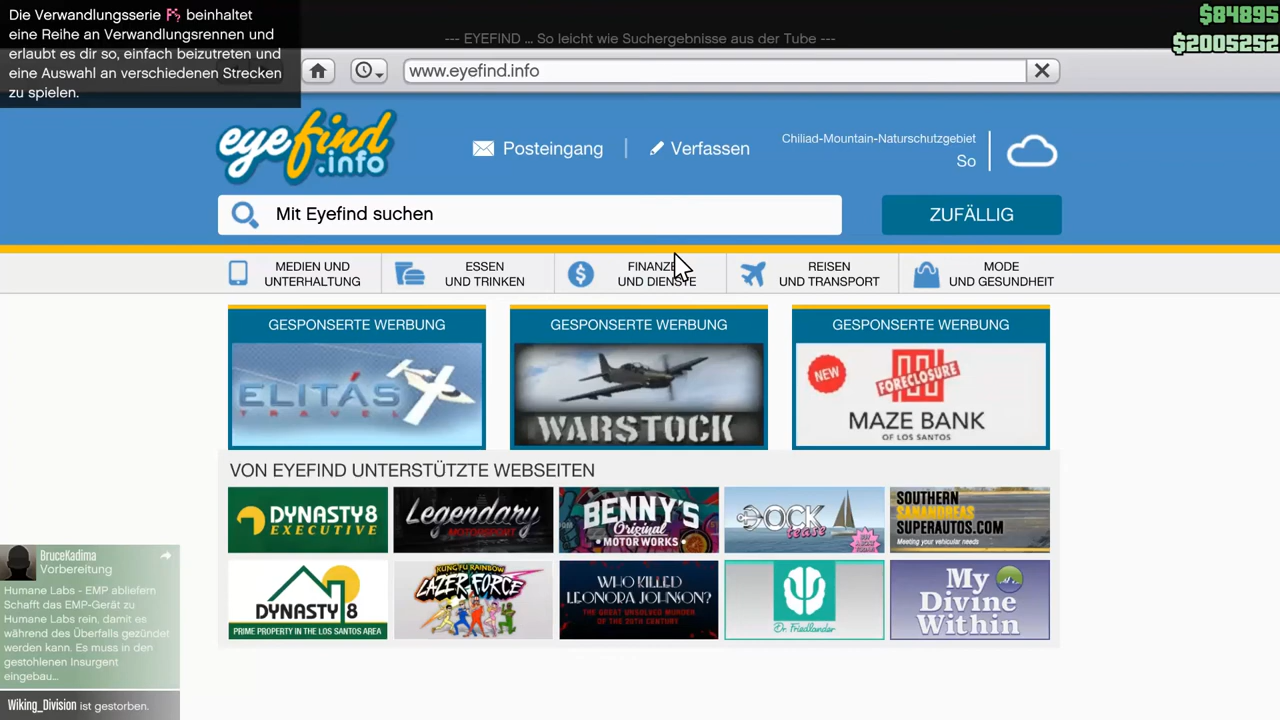 Die Verwandlungsserie beinhaltet
eine Reihe an Verwandlungsrennen und
erlaubt es dir so, einfach beizutreten und
eine Auswahl an verschiedenen Strecken
zu spielen.
$84895
$2005252
--- EYEFIND ... So leicht wie Suchergebnisse aus der Tube ---
www.eyefind.info
eyefind
.info
Posteingang
Verfassen
Chiliad-Mountain-Naturschutzgebiet
So
Mit Eyefind suchen
ZUFÄLLIG
MEDIEN UND
UNTERHALTUNG
ESSEN
UND TRINKEN
FINANZE
UND DIENSTE
REISEN
UND TRANSPORT
MODE
UND GESUNDHEIT
GESPONSERTE WERBUNG
ELITÁS
TRAVEL
GESPONSERTE WERBUNG
WARSTOCK
GESPONSERTE WERBUNG
NEW
FORECLOSURE
MAZE BANK
OF LOS SANTOS
VON EYEFIND UNTERSTÜTZTE WEBSEITEN
DYNASTY8
EXECUTIVE
Legendary
MOTORSPORT
BENNY'S
Original
MOTORWORKS
DOCK
tease
SOUTHERN
SANANDREAS
SUPERAUTOS.COM
Meeting your vehicular needs
DYNASTY 8
PRIME PROPERTY IN THE LOS SANTOS AREA
KUNG FU RAINBOW
LAZER FORCE
WHO KILLED
LEONORA JOHNSON?
THE GREAT UNSOLVED MURDER
OF THE 20TH CENTURY
Dr. Friedlander
My
Divine
Within
BruceKadima
Vorbereitung
Humane Labs - EMP abliefern
Schafft das EMP-Gerät zu
Humane Labs rein. damit es
während des Überfalls gezündet
werden kann. Es muss in den
gestohlenen Insurgent
eingebau...
Wiking_Division ist gestorben.